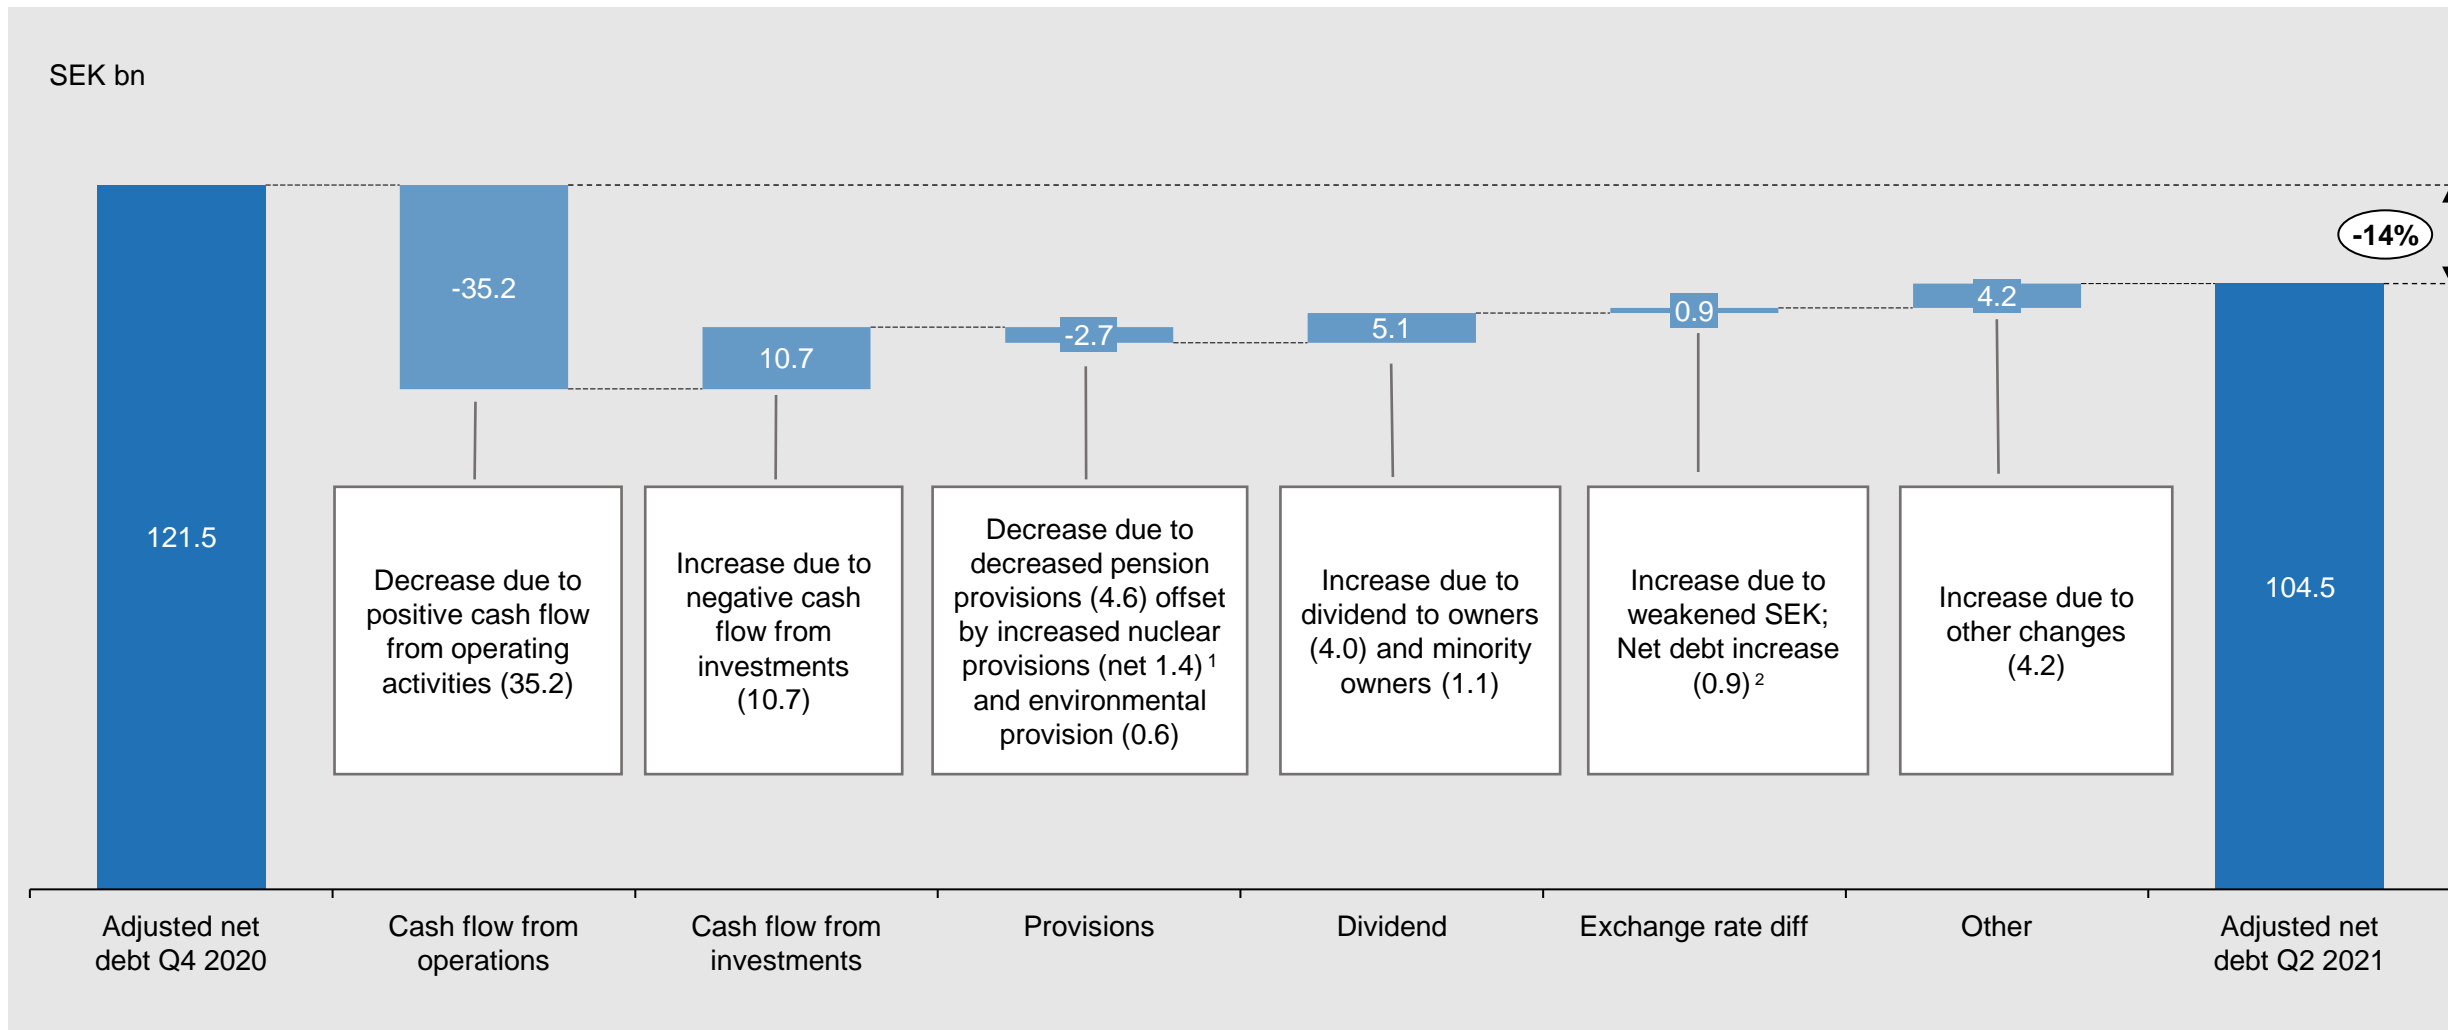 SEK bn
-14%
-35.2
10.7
-2.7
5.1
0.9
4.2
121.5
104.5
Decrease due to
positive cash flow
from operating
activities (35.2)
Increase due to
negative cash
flow from
investments
(10.7)
Decrease due to
decreased pension
provisions (4.6) offset
by increased nuclear
provisions (net 1.4) 1
and environmental
provision (0.6)
Increase due to
dividend to owners
(4.0) and minority
owners (1.1)
Increase due to
weakened SEK;
Net debt increase
(0.9) 2
Increase due to
other changes
(4.2)
Adjusted net
debt Q4 2020
Cash flow from
operations
Cash flow from
investments
Provisions
Dividend
Exchange rate diff
Other
Adjusted net
debt Q2 2021